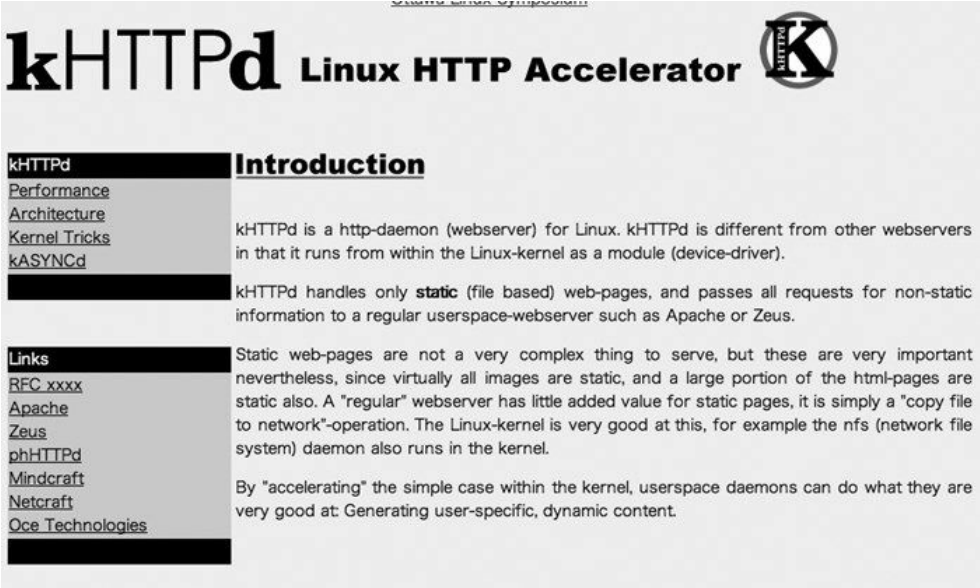 Ottawa Linux Symposium
kHTTPd Linux HTTP Accelerator
K
kHTTPd
kHTTPd
Performance
Architecture
Kernel Tricks
kASYNCd
Links
RFC xxxx
Apache
Zeus
phHTTPd
Mindcraft
Netcraft
Oce Technologies
Introduction
kHTTPd is a http-daemon (webserver) for Linux. kHTTPd is different from other webservers
in that it runs from within the Linux-kernel as a module (device-driver).
kHTTPd handles only static (file based) web-pages, and passes all requests for non-static
information to a regular userspace-webserver such as Apache or Zeus.
Static web-pages are not a very complex thing to serve, but these are very important
nevertheless, since virtually all images are static, and a large portion of the html-pages are
static also. A "regular" webserver has little added value for static pages, it is simply a "copy file
to network"-operation. The Linux-kernel is very good at this, for example the nfs (network file
system) daemon also runs in the kernel.
By "accelerating" the simple case within the kernel, userspace daemons can do what they are
very good at: Generating user-specific, dynamic content.